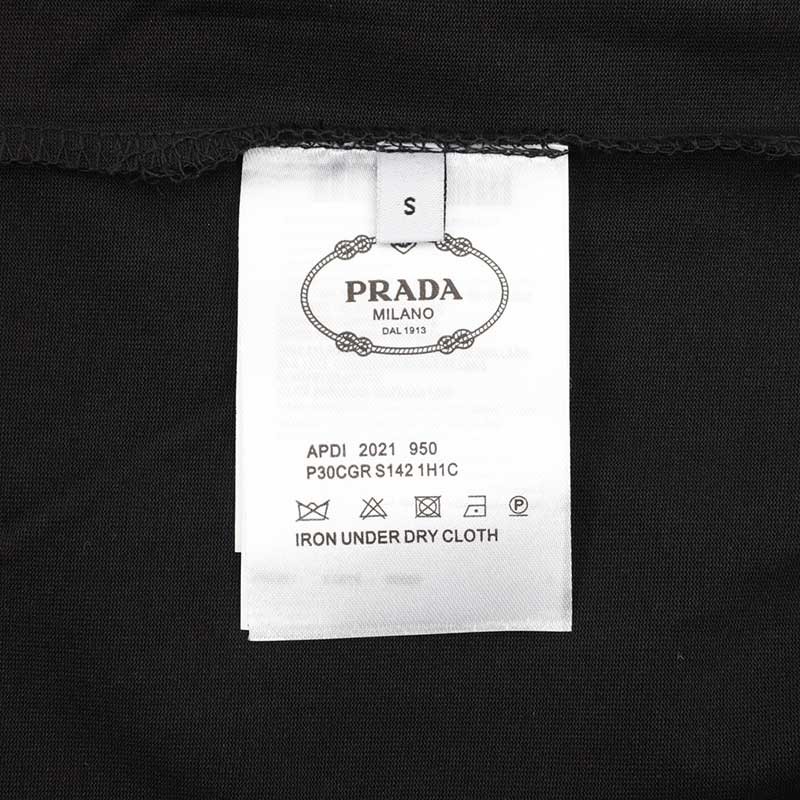 S
PRADA
MILANO
DAL 1913
APDI 2021 950
P30CGR S142 1H1C
P
IRON UNDER DRY CLOTH